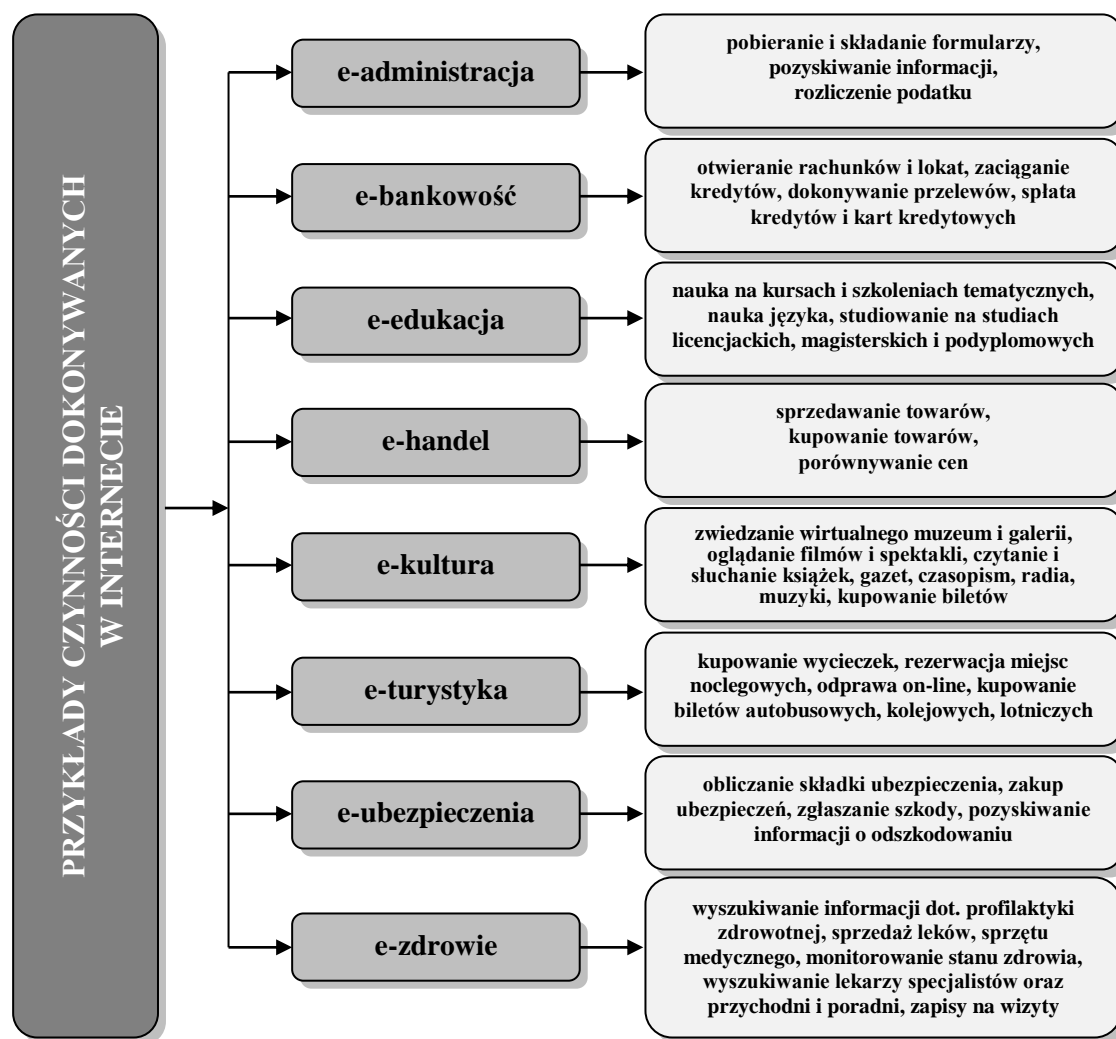 PRZYKŁADY CZYNNOŚCI DOKONYWANYCH
W INTERNECIE
e-administracja
pobieranie i składanie formularzy,
pozyskiwanie informacji,
rozliczenie podatku
e-bankowość
otwieranie rachunków i lokat, zaciąganie
kredytów, dokonywanie przelewów, spłata
kredytów i kart kredytowych
e-edukacja
nauka na kursach i szkoleniach tematycznych,
nauka języka, studiowanie na studiach
licencjackich, magisterskich i podyplomowych
e-handel
sprzedawanie towarów,
kupowanie towarów,
porównywanie cen
e-kultura
zwiedzanie wirtualnego muzeum i galerii,
oglądanie filmów i spektakli, czytanie i
słuchanie książek, gazet, czasopism, radia,
muzyki, kupowanie biletów
e-turystyka
kupowanie wycieczek, rezerwacja miejsc
noclegowych, odprawa on-line, kupowanie
biletów autobusowych, kolejowych, lotniczych
e-ubezpieczenia
obliczanie składki ubezpieczenia, zakup
ubezpieczeń, zgłaszanie szkody, pozyskiwanie
informacji o odszkodowaniu
e-zdrowie
wyszukiwanie informacji dot. profilaktyki
zdrowotnej, sprzedaż leków, sprzętu
medycznego, monitorowanie stanu zdrowia,
wyszukiwanie lekarzy specjalistów oraz
przychodni i poradni, zapisy na wizyty